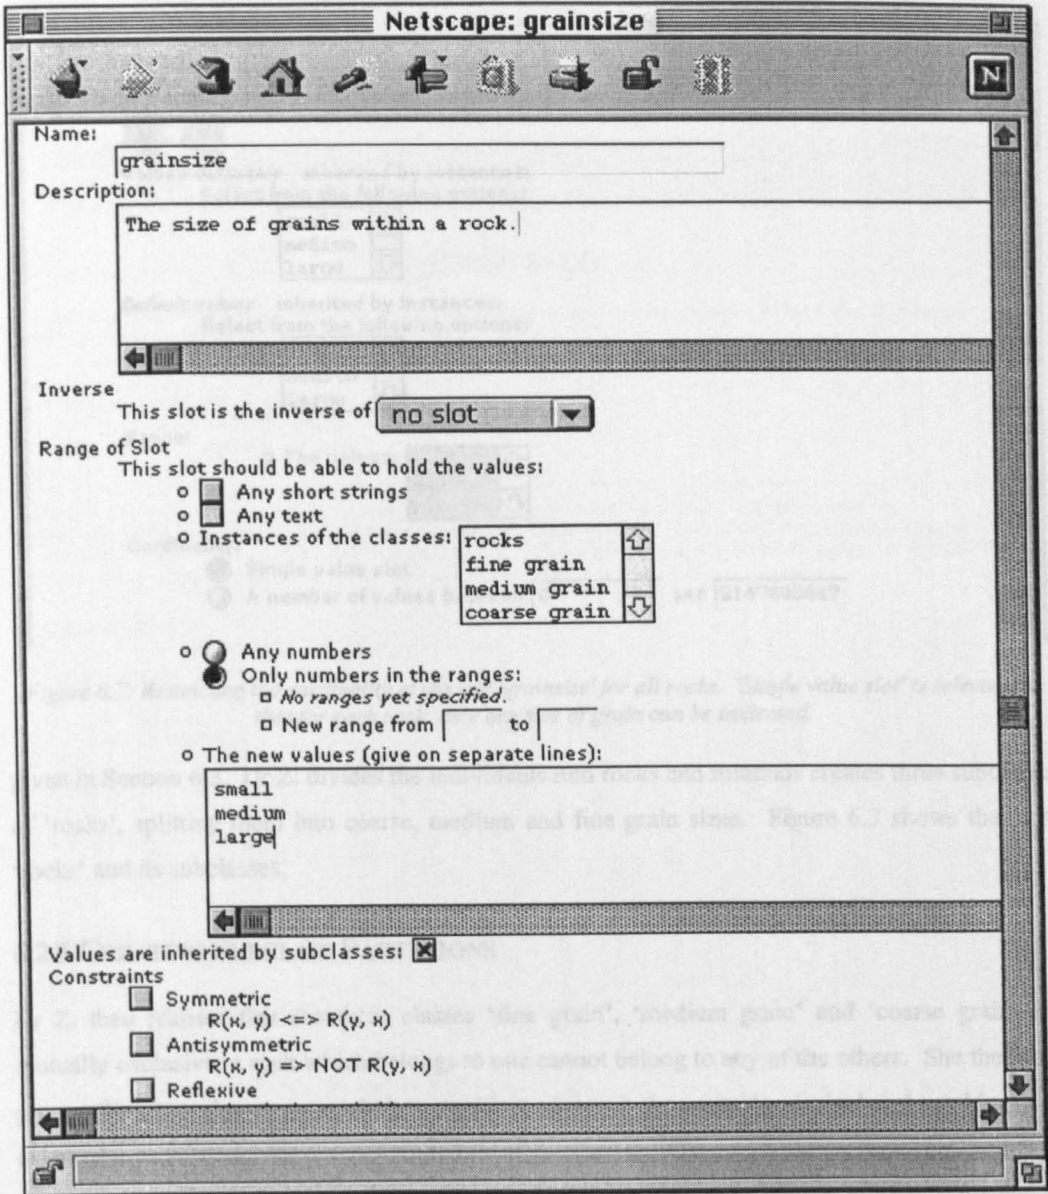 Netscape: grainsize
N
Name:
grainsize
Description:
The size of grains within a rock.
Inverse
This slot is the inverse of no slot
Range of Slot
This slot should be able to hold the values:
Any short strings
Any text
Instances of the classes: rocks
fine grain
medium grain
coarse grain
Any numbers
Only numbers in the ranges:
No ranges yet specified.
New range from to
The new values (give on separate lines):
small
medium
large
Values are inherited by subclasses:
Constraints
Symmetric
R(x, y) <=> R(y, x)
Antisymmetric
R(x, y) => NOT R(y, x)
Reflexive